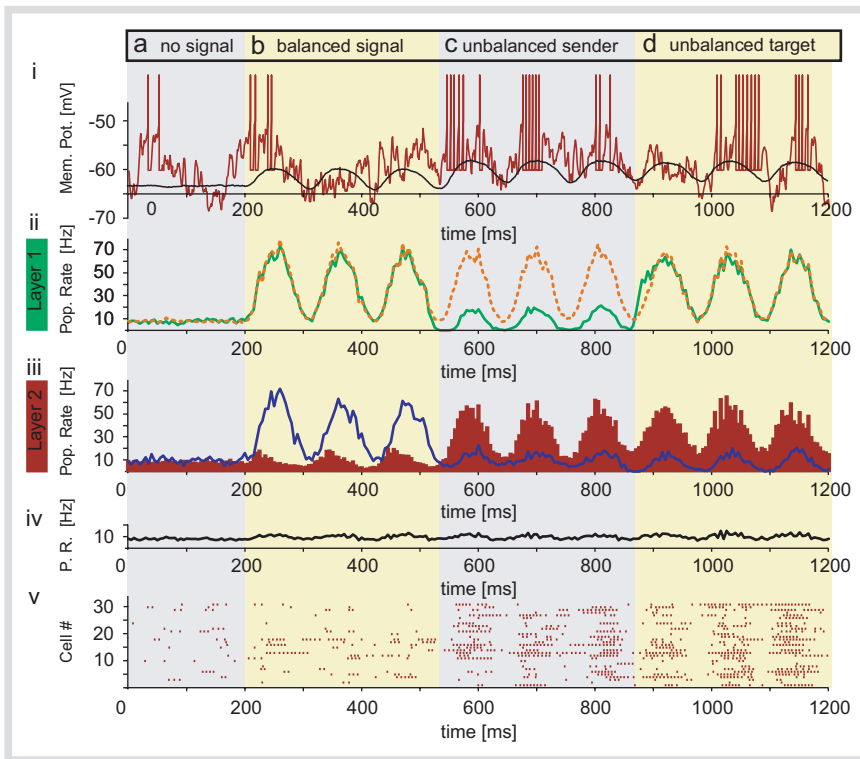 a no signal b balanced signal c unbalanced sender d unbalanced target
i
Mem. Pot. [mV]
-50
-60
-70
0 200 400 600 800 1000 1200
time [ms]
ii
Layer 1
Pop. Rate [Hz]
70
50
30
10
0 200 400 600 800 1000 1200
time [ms]
iii
Layer 2
Pop. Rate [Hz]
70
50
30
10
0 200 400 600 800 1000 1200
time [ms]
iv
P. R. [Hz]
10
0 200 400 600 800 1000 1200
time [ms]
v
Cell #
30
20
10
0 200 400 600 800 1000 1200
time [ms]